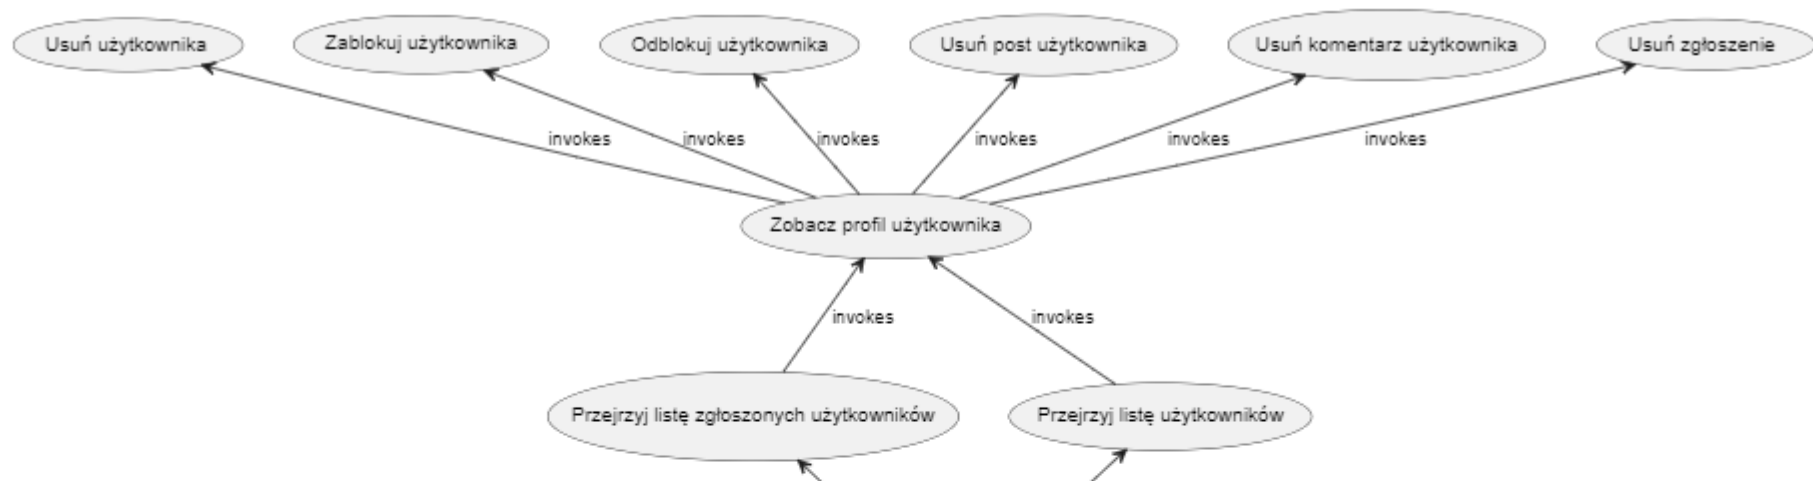 Usuń użytkownika
Zablokuj użytkownika
Odblokuj użytkownika
Usuń post użytkownika
Usuń komentarz użytkownika
Usuń zgłoszenie
invokes
invokes
invokes
invokes
invokes
invokes
Zobacz profil użytkownika
invokes
invokes
Przejrzyj listę zgłoszonych użytkowników
Przejrzyj listę użytkowników